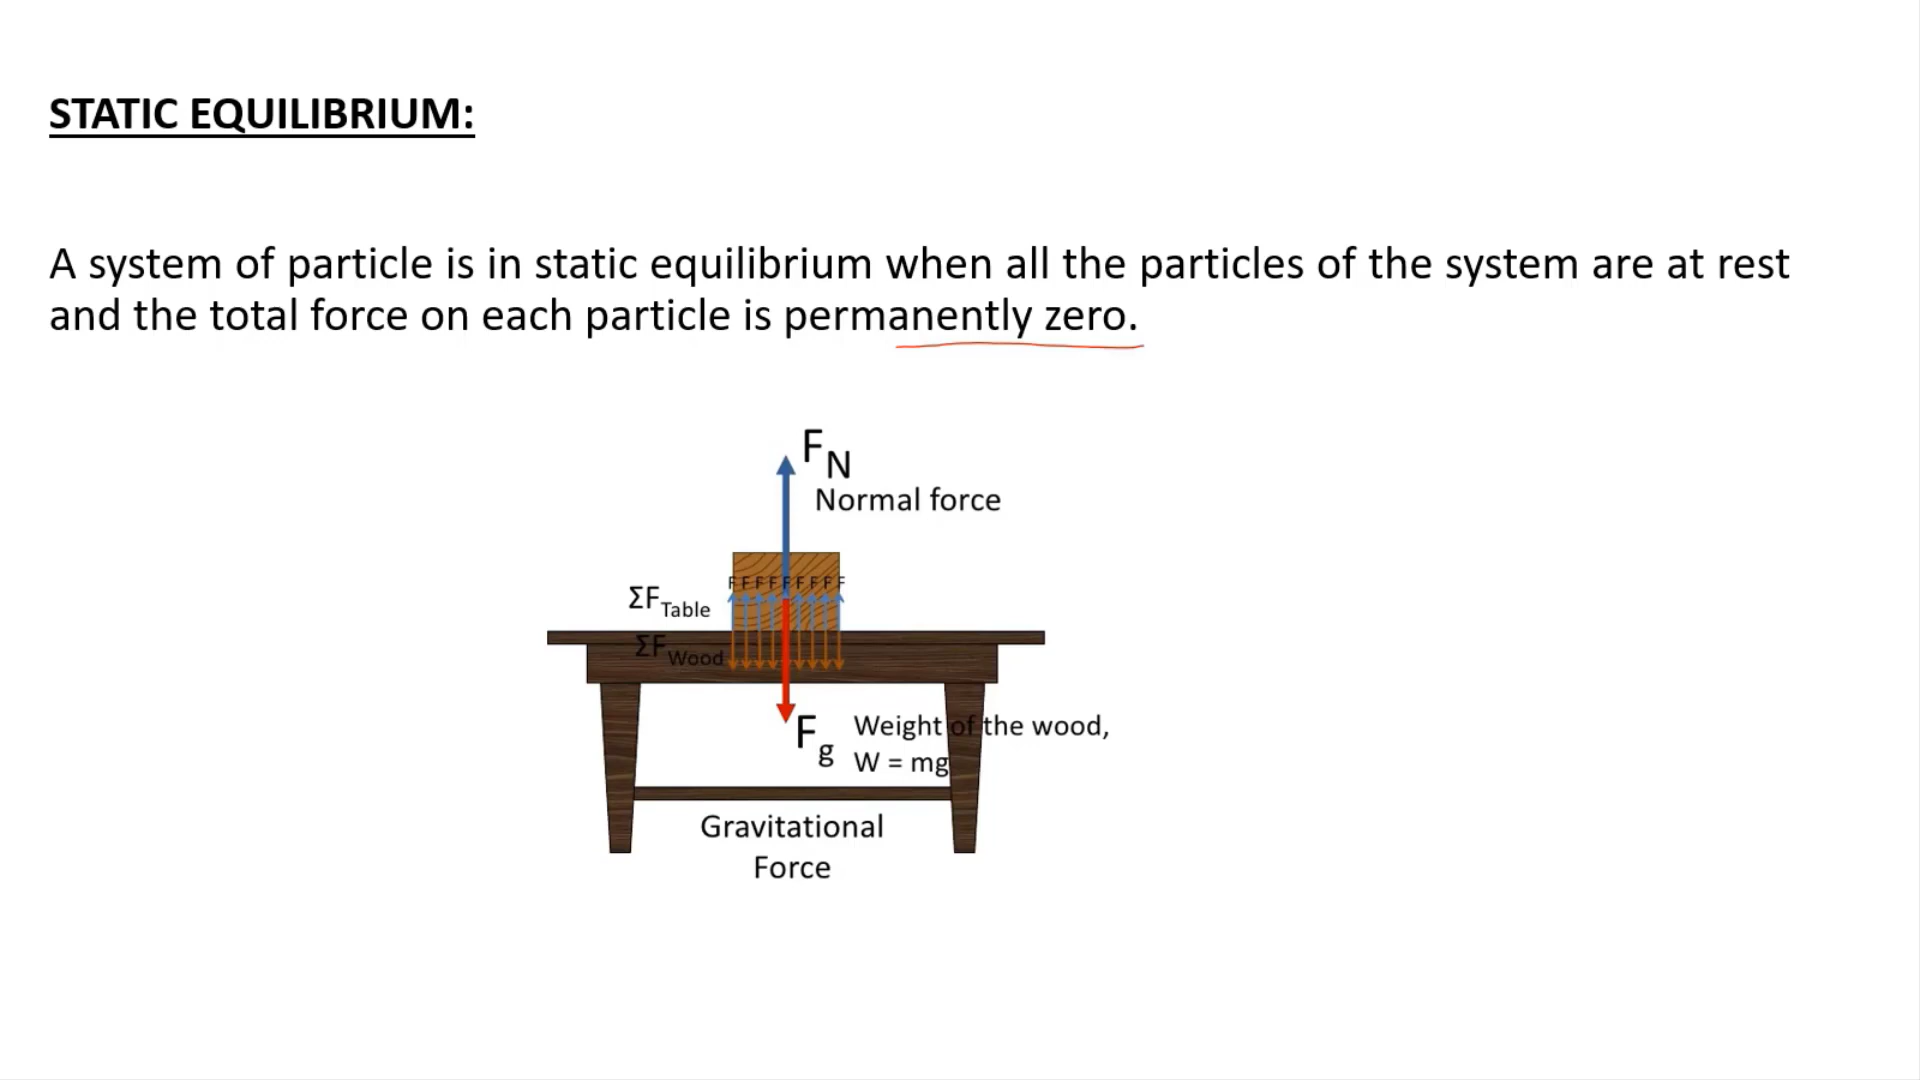 STATIC EQUILIBRIUM:
A system of particle is in static equilibrium when all the particles of the system are at rest
and the total force on each particle is permanently zero.
F_N
Normal force
F F F F F F F F F
ΣF_Table
ΣF_Wood
F_g
Weight of the wood,
W = mg
Gravitational
Force